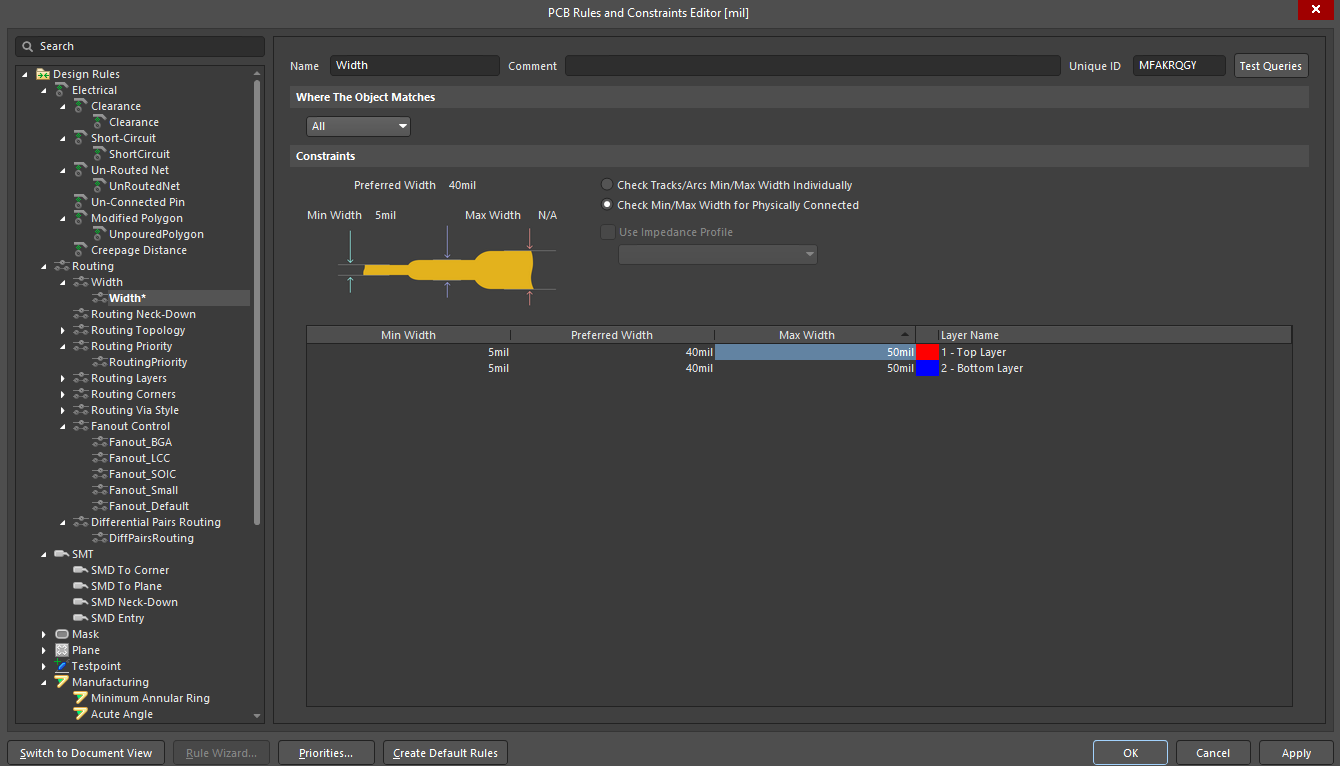 PCB Rules and Constraints Editor [mil]
Search
Design Rules
Electrical
Clearance
Clearance
Short-Circuit
ShortCircuit
Un-Routed Net
UnRoutedNet
Un-Connected Pin
Modified Polygon
UnpouredPolygon
Creepage Distance
Routing
Width
Width*
Routing Neck-Down
Routing Topology
Routing Priority
RoutingPriority
Routing Layers
Routing Corners
Routing Via Style
Fanout Control
Fanout_BGA
Fanout_LCC
Fanout_SOIC
Fanout_Small
Fanout_Default
Differential Pairs Routing
DiffPairsRouting
SMT
SMD To Corner
SMD To Plane
SMD Neck-Down
SMD Entry
Mask
Plane
Testpoint
Manufacturing
Minimum Annular Ring
Acute Angle
Name Width Comment Unique ID MFAKRQGY Test Queries
Where The Object Matches
All
Constraints
Preferred Width 40mil
Min Width 5mil Max Width N/A
Check Tracks/Arcs Min/Max Width Individually
Check Min/Max Width for Physically Connected
Use Impedance Profile
Min Width Preferred Width Max Width Layer Name
5mil 40mil 50mil 1 - Top Layer
5mil 40mil 50mil 2 - Bottom Layer
Switch to Document View Rule Wizard... Priorities... Create Default Rules OK Cancel Apply